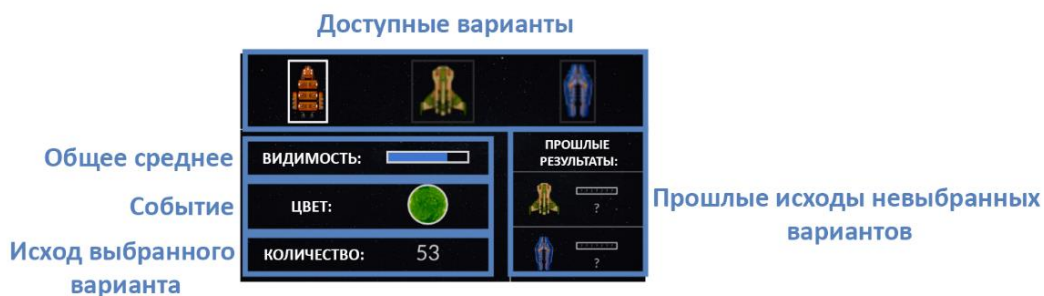 Доступные варианты
Общее среднее
ВИДИМОСТЬ:
Событие
ЦВЕТ:
Исход выбранного
варианта
КОЛИЧЕСТВО: 53
ПРОШЛЫЕ
РЕЗУЛЬТАТЫ:
?
?
Прошлые исходы невыбранных
вариантов